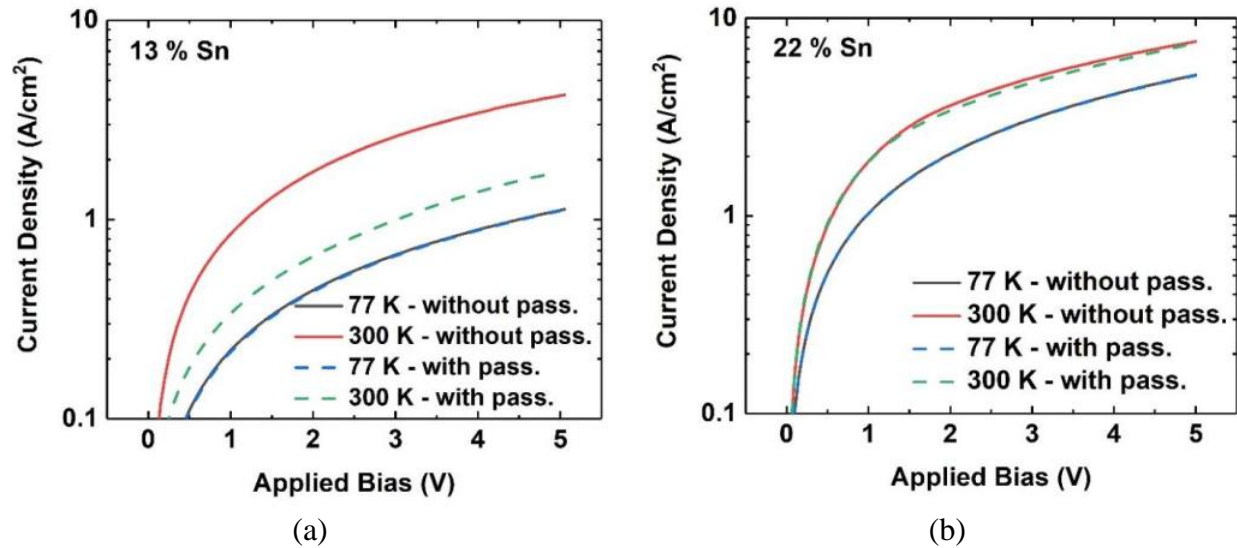 13 % Sn
Current Density (A/cm²)
10
1
0.1
77 K - without pass.
300 K - without pass.
77 K - with pass.
300 K - with pass.
0 1 2 3 4 5
Applied Bias (V)
(a)
22 % Sn
Current Density (A/cm²)
10
1
0.1
77 K - without pass.
300 K - without pass.
77 K - with pass.
300 K - with pass.
0 1 2 3 4 5
Applied Bias (V)
(b)